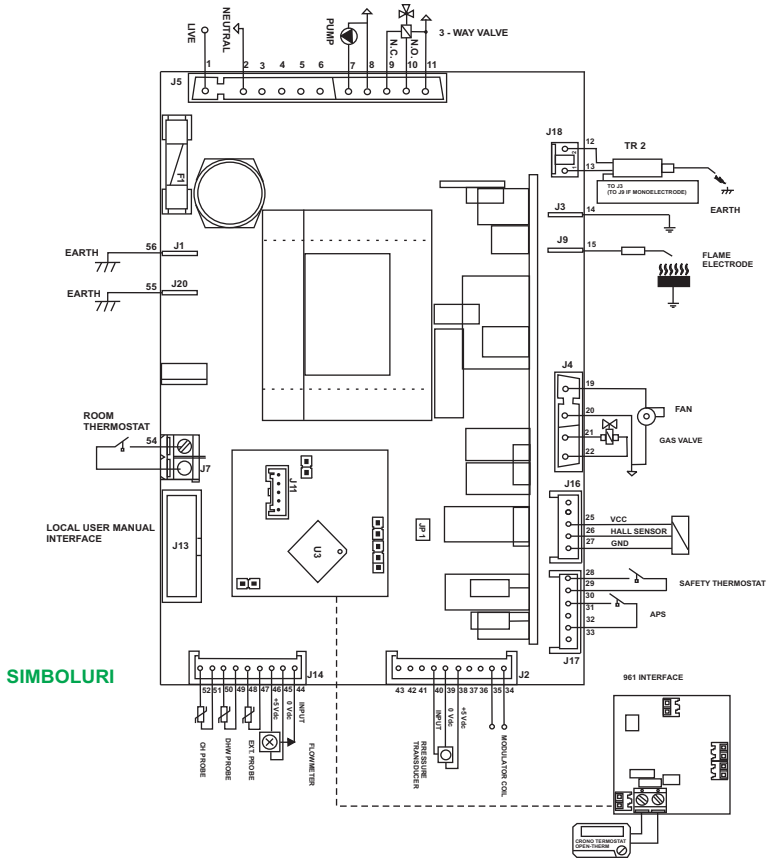 LIVE
NEUTRAL
PUMP
N.C.
N.O.
3 - WAY VALVE
1 2 3 4 5 6 7 8 9 10 11
J5
F1
J18
12
13
2
1
TR 2
TO J3
(TO J9 IF MONOELECTRODE)
EARTH
J3
14
J9
15
FLAME
ELECTRODE
EARTH
56
J1
EARTH
55
J20
J4
19
20
21
22
FAN
GAS VALVE
ROOM
THERMOSTAT
54
J7
LOCAL USER MANUAL
INTERFACE
J13
J11
U3
JP1
J16
25
VCC
26
HALL SENSOR
27
GND
28
29
30
31
32
33
SAFETY THERMOSTAT
APS
J17
SIMBOLURI
J14
52 51 50 49 48 47 46 45 44
+5 Vdc
0 Vdc
INPUT
CH PROBE
DHW PROBE
EXT. PROBE
FLOWMETER
J2
43 42 41 40 39 38 37 36 35 34
INPUT
0 Vdc
+5 Vdc
RRESSURE
TRANSDUCER
MODULATOR COIL
961 INTERFACE
CRONO TERMOSTAT
OPEN-THERM